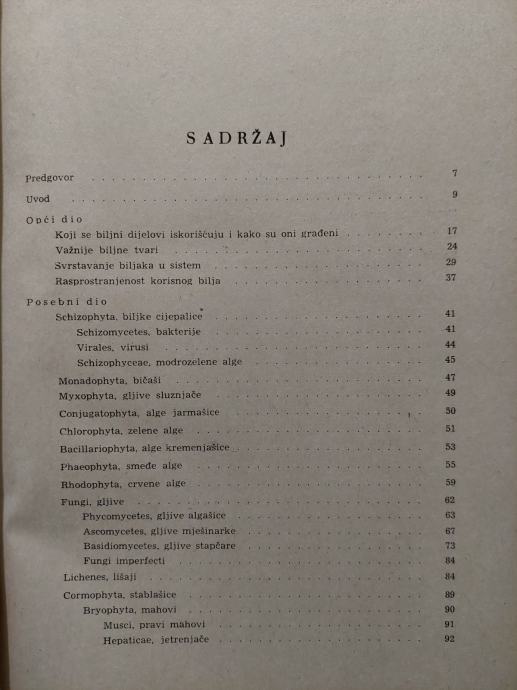 SADRŽAJ
Predgovor . . . . . . . . . . . . . . . . . . . . . . . . . . 7
Uvod . . . . . . . . . . . . . . . . . . . . . . . . . . . 9
Opći dio
Koji se biljni dijelovi iskorišćuju i kako su oni građeni . . . . . . . 17
Važnije biljne tvari . . . . . . . . . . . . . . . . . . . . 24
Svrstavanje biljaka u sistem . . . . . . . . . . . . . . . . . 29
Rasprostranjenost korisnog bilja . . . . . . . . . . . . . . . . 37
Posebni dio
Schizophyta, biljke cijepalice . . . . . . . . . . . . . . . . . 41
Schizomycetes, bakterije . . . . . . . . . . . . . . . . . . 41
Virales, virusi . . . . . . . . . . . . . . . . . . . . . . 44
Schizophyceae, modrozelene alge . . . . . . . . . . . . . . . 45
Monadophyta, bičaši . . . . . . . . . . . . . . . . . . . . 47
Myxophyta, gljive sluznjače . . . . . . . . . . . . . . . . . . 49
Conjugatophyta, alge jarmašice . . . . . . . . . . . . . . . . 50
Chlorophyta, zelene alge . . . . . . . . . . . . . . . . . . 51
Bacillariophyta, alge kremenjašice . . . . . . . . . . . . . . . 53
Phaeophyta, smeđe alge . . . . . . . . . . . . . . . . . . . 55
Rhodophyta, crvene alge . . . . . . . . . . . . . . . . . . 59
Fungi, gljive . . . . . . . . . . . . . . . . . . . . . . . 62
Phycomycetes, gljive algašice . . . . . . . . . . . . . . . . 63
Ascomycetes, gljive mješinarke . . . . . . . . . . . . . . . . 67
Basidiomycetes, gljive stapčare . . . . . . . . . . . . . . . . 73
Fungi imperfecti . . . . . . . . . . . . . . . . . . . . . 84
Lichenes, lišaji . . . . . . . . . . . . . . . . . . . . . . 84
Cormophyta, stablašice . . . . . . . . . . . . . . . . . . . 89
Bryophyta, mahovi . . . . . . . . . . . . . . . . . . . . 90
Musci, pravi mahovi . . . . . . . . . . . . . . . . . . . 91
Hepaticae, jetrenjače . . . . . . . . . . . . . . . . . . 92